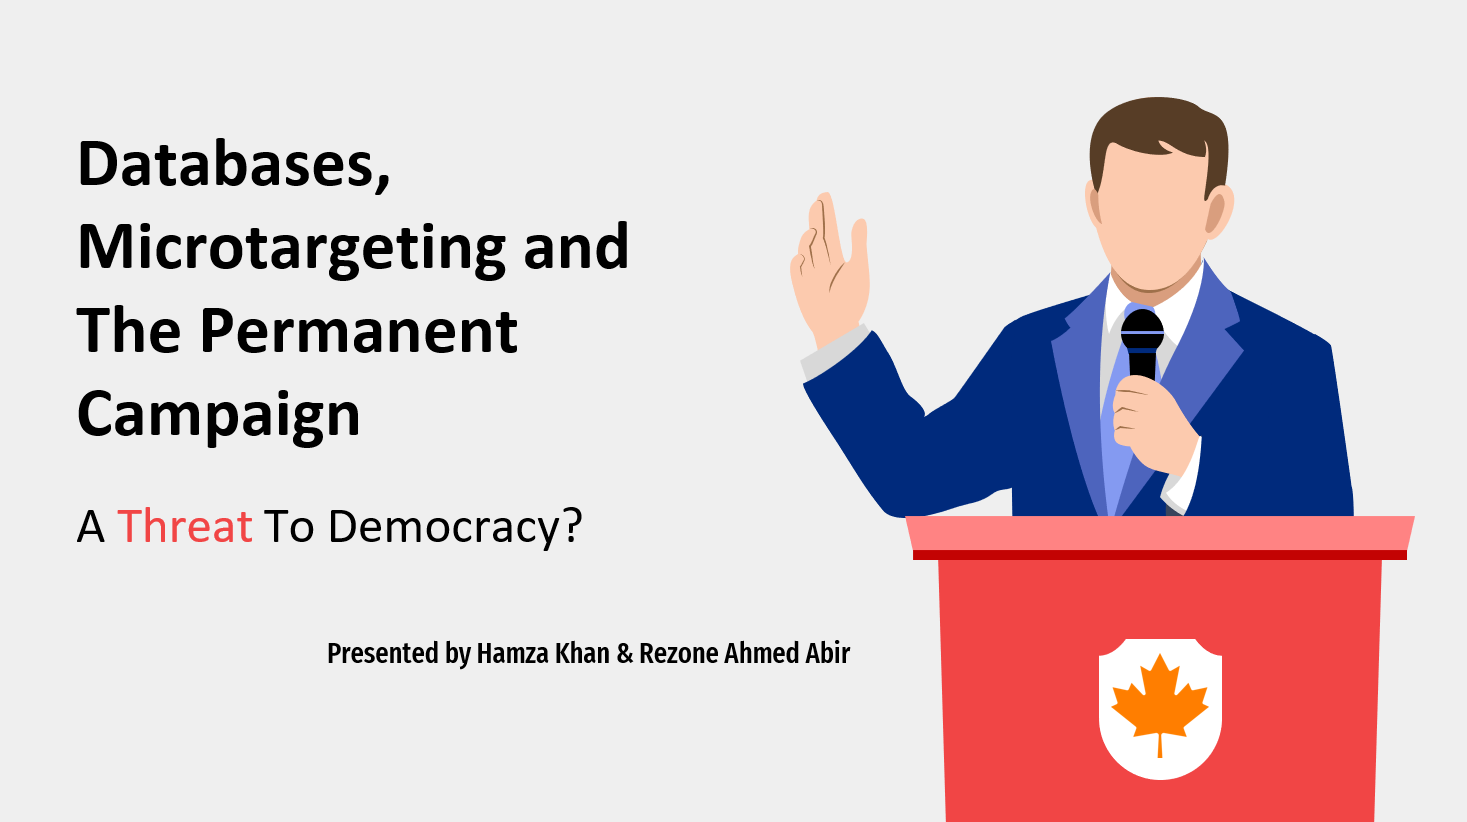 Databases,
Microtargeting and
The Permanent
Campaign
A Threat To Democracy?
Presented by Hamza Khan & Rezone Ahmed Abir